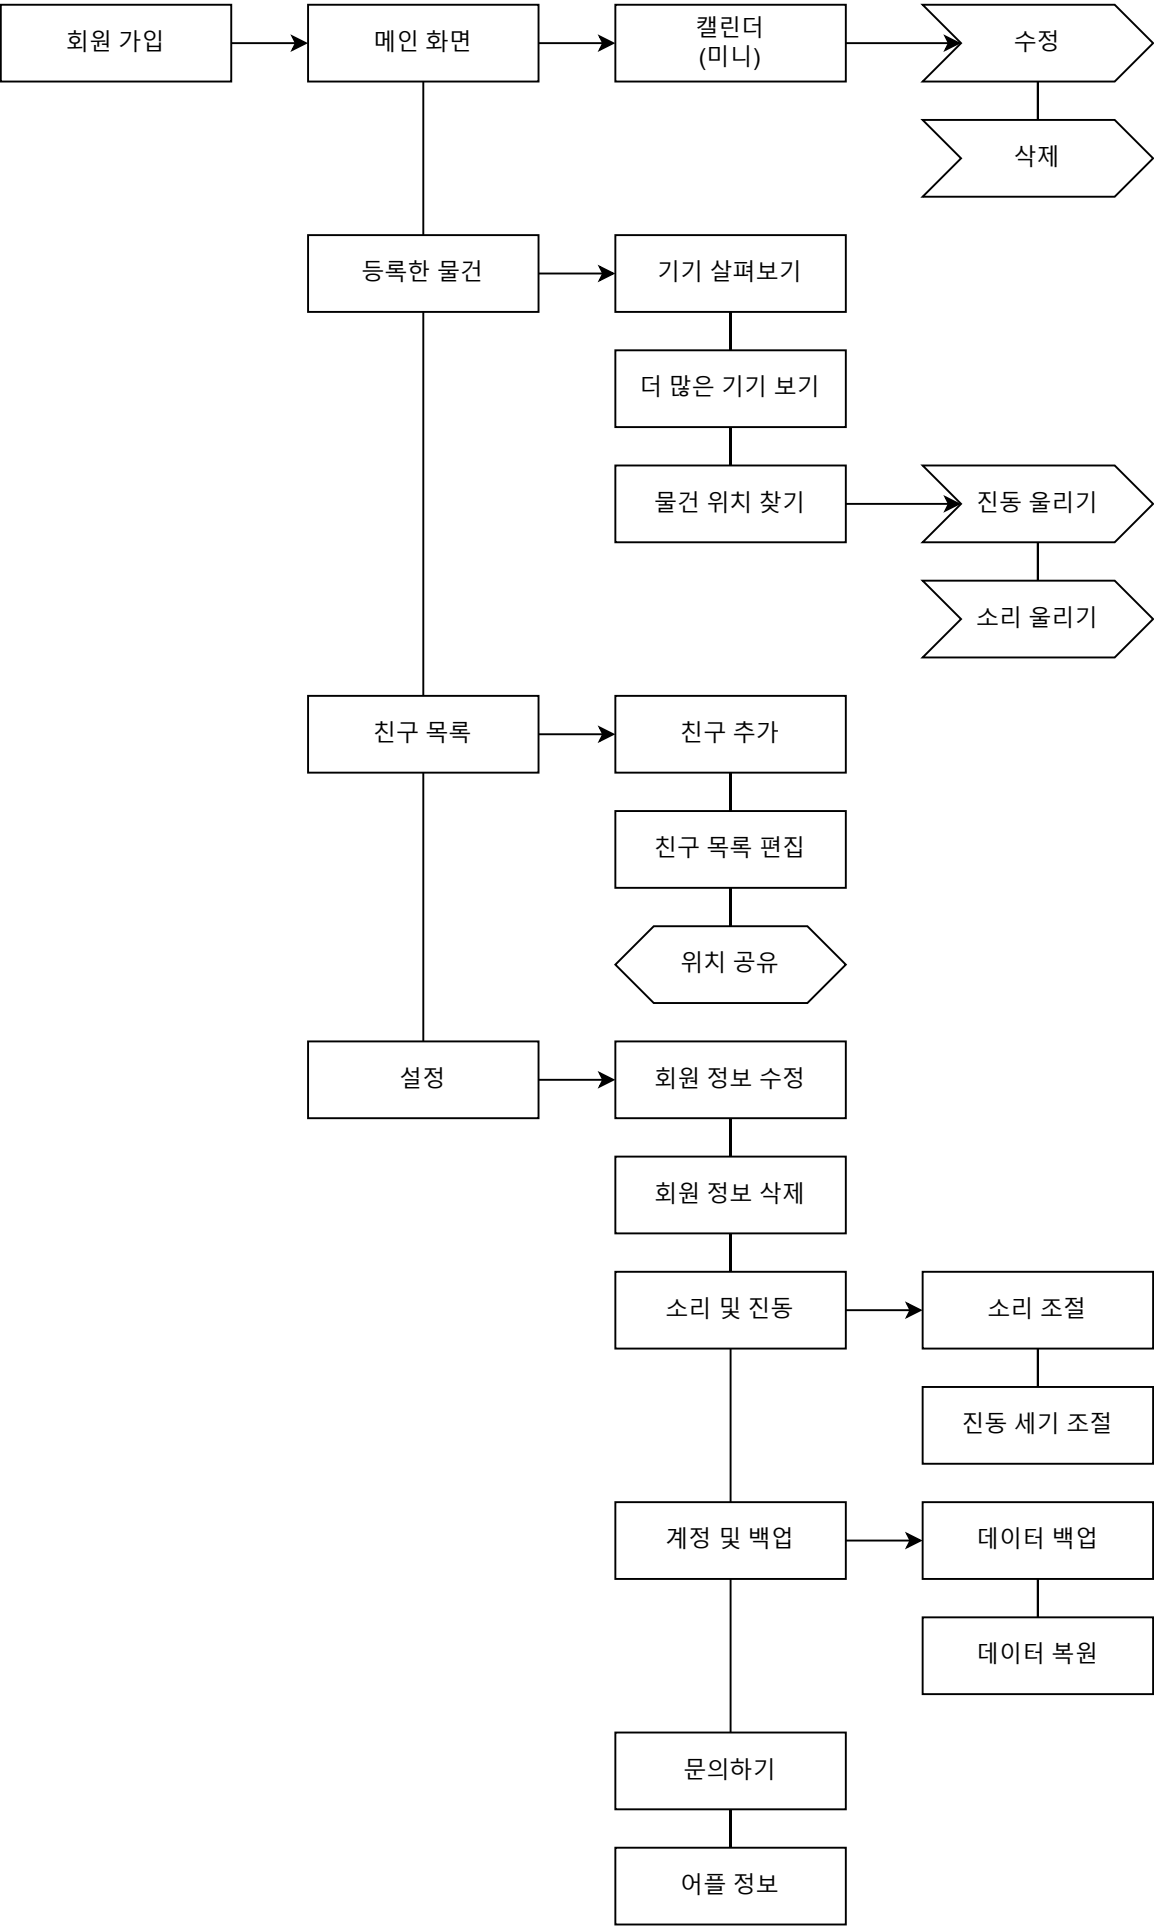 회원 가입
메인 화면
캘린더
(미니)
수정
삭제
등록한 물건
기기 살펴보기
더 많은 기기 보기
물건 위치 찾기
진동 울리기
소리 울리기
친구 목록
친구 추가
친구 목록 편집
위치 공유
설정
회원 정보 수정
회원 정보 삭제
소리 및 진동
소리 조절
진동 세기 조절
계정 및 백업
데이터 백업
데이터 복원
문의하기
어플 정보